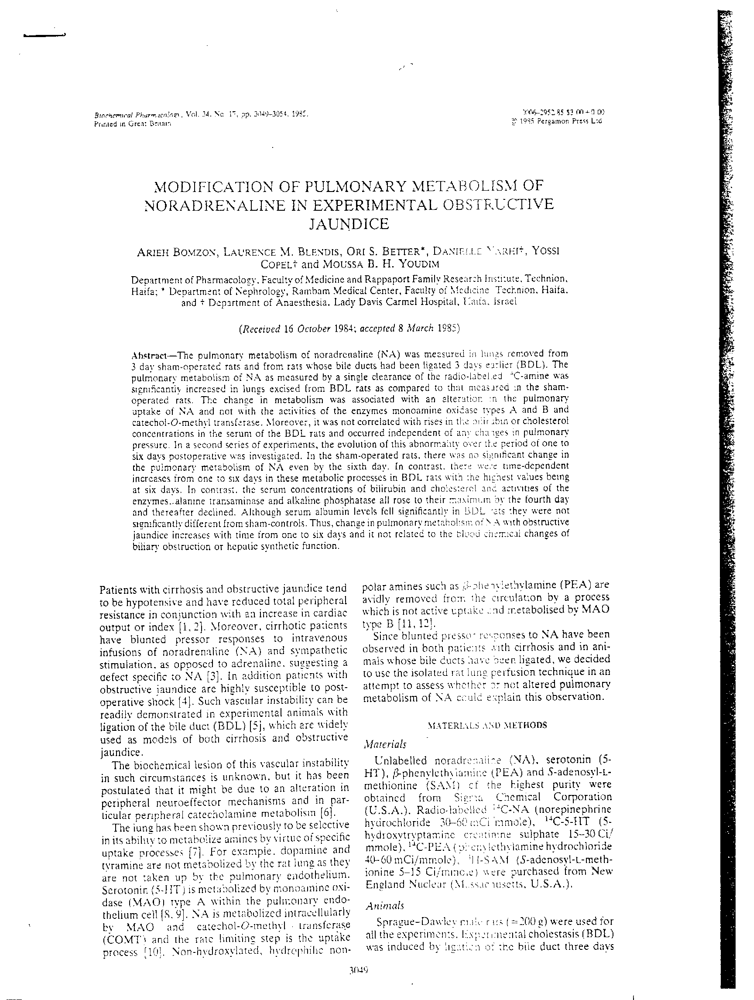 Biochemical Pharmacology, Vol. 34, No. 17, pp. 3049-3054, 1985.
Printed in Great Britain
0006-2952/85 $3.00 + 0.00
© 1985 Pergamon Press Ltd
MODIFICATION OF PULMONARY METABOLISM OF
NORADRENALINE IN EXPERIMENTAL OBSTRUCTIVE
JAUNDICE
ARIEH BOMZON, LAURENCE M. BLENDIS, ORI S. BETTER*, DANIELLE YARHI†, YOSSI
COPEL† and MOUSSA B. H. YOUDIM
Department of Pharmacology, Faculty of Medicine and Rappaport Family Research Institute, Technion,
Haifa; * Department of Nephrology, Rambam Medical Center, Faculty of Medicine Technion, Haifa,
and † Department of Anaesthesia, Lady Davis Carmel Hospital, Haifa, Israel
(Received 16 October 1984; accepted 8 March 1985)
Abstract—The pulmonary metabolism of noradrenaline (NA) was measured in lungs removed from
3 day sham-operated rats and from rats whose bile ducts had been ligated 3 days earlier (BDL). The
pulmonary metabolism of NA as measured by a single clearance of the radio-labelled ¹⁴C-amine was
significantly increased in lungs excised from BDL rats as compared to that measured in the sham-
operated rats. The change in metabolism was associated with an alteration in the pulmonary
uptake of NA and not with the activities of the enzymes monoamine oxidase types A and B and
catechol-O-methyl transferase. Moreover, it was not correlated with rises in the bilirubin or cholesterol
concentrations in the serum of the BDL rats and occurred independent of any changes in pulmonary
pressure. In a second series of experiments, the evolution of this abnormality over the period of one to
six days postoperative was investigated. In the sham-operated rats, there was no significant change in
the pulmonary metabolism of NA even by the sixth day. In contrast, there were time-dependent
increases from one to six days in these metabolic processes in BDL rats with the highest values being
at six days. In contrast, the serum concentrations of bilirubin and cholesterol and activities of the
enzymes, alanine transaminase and alkaline phosphatase all rose to their maximum by the fourth day
and thereafter declined. Although serum albumin levels fell significantly in BDL rats they were not
significantly different from sham-controls. Thus, change in pulmonary metabolism of NA with obstructive
jaundice increases with time from one to six days and it not related to the blood chemical changes of
biliary obstruction or hepatic synthetic function.
Patients with cirrhosis and obstructive jaundice tend
to be hypotensive and have reduced total peripheral
resistance in conjunction with an increase in cardiac
output or index [1, 2]. Moreover, cirrhotic patients
have blunted pressor responses to intravenous
infusions of noradrenaline (NA) and sympathetic
stimulation, as opposed to adrenaline, suggesting a
defect specific to NA [3]. In addition patients with
obstructive jaundice are highly susceptible to post-
operative shock [4]. Such vascular instability can be
readily demonstrated in experimental animals with
ligation of the bile duct (BDL) [5], which are widely
used as models of both cirrhosis and obstructive
jaundice.
The biochemical lesion of this vascular instability
in such circumstances is unknown, but it has been
postulated that it might be due to an alteration in
peripheral neuroeffector mechanisms and in par-
ticular peripheral catecholamine metabolism [6].
The lung has been shown previously to be selective
in its ability to metabolize amines by virtue of specific
uptake processes [7]. For example, dopamine and
tyramine are not metabolized by the rat lung as they
are not taken up by the pulmonary endothelium.
Serotonin (5-HT) is metabolized by monoamine oxi-
dase (MAO) type A within the pulmonary endo-
thelium cell [8, 9]. NA is metabolized intracellularly
by MAO and catechol-O-methyl transferase
(COMT) and the rate limiting step is the uptake
process [10]. Non-hydroxylated, hydrophilic non-
polar amines such as β-phenylethylamine (PEA) are
avidly removed from the circulation by a process
which is not active uptake and metabolised by MAO
type B [11, 12].
Since blunted pressor responses to NA have been
observed in both patients with cirrhosis and in ani-
mals whose bile ducts have been ligated, we decided
to use the isolated rat lung perfusion technique in an
attempt to assess whether or not altered pulmonary
metabolism of NA could explain this observation.
MATERIALS AND METHODS
Materials
Unlabelled noradrenaline (NA), serotonin (5-
HT), β-phenylethylamine (PEA) and S-adenosyl-L-
methionine (SAM) of the highest purity were
obtained from Sigma Chemical Corporation
(U.S.A.). Radio-labelled ¹⁴C-NA (norepinephrine
hydrochloride 30–60 mCi/mmole), ¹⁴C-5-HT (5-
hydroxytryptamine creatinine sulphate 15–30 Ci/
mmole), ¹⁴C-PEA (phenylethylamine hydrochloride
40–60 mCi/mmole), ³H-SAM (S-adenosyl-L-meth-
ionine 5–15 Ci/mmole) were purchased from New
England Nuclear (Massachusetts, U.S.A.).
Animals
Sprague-Dawley male rats (≃200 g) were used for
all the experiments. Experimental cholestasis (BDL)
was induced by ligation of the bile duct three days
3049